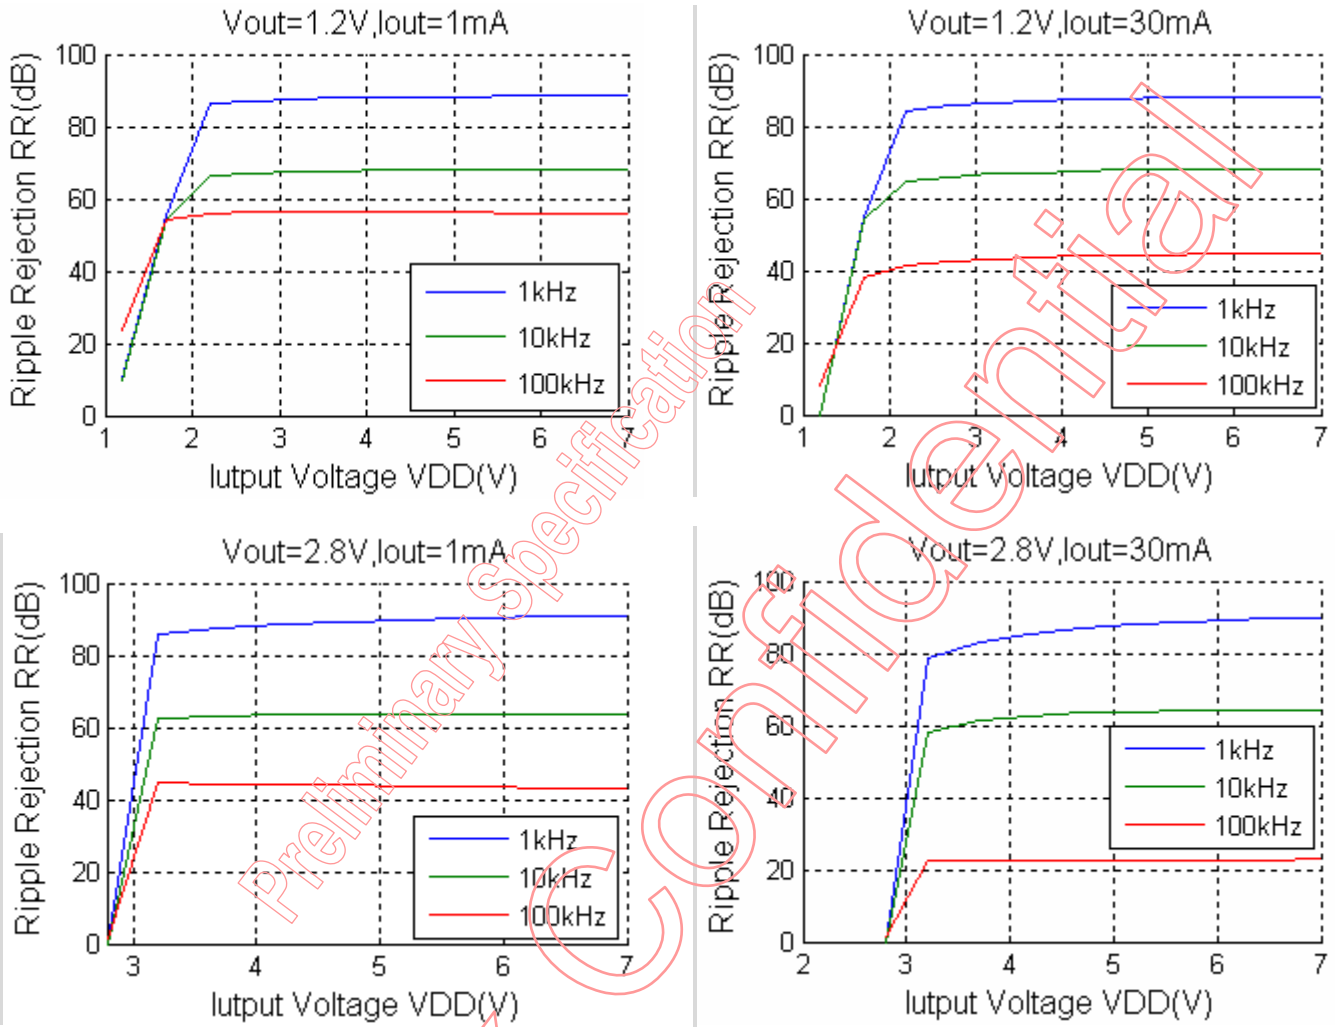 Vout=1.2V,Iout=1mA
Ripple Rejection RR(dB)
100
80
60
40
20
0
1 2 3 4 5 6 7
1kHz
10kHz
100kHz
Iutput Voltage VDD(V)
Vout=1.2V,Iout=30mA
Ripple Rejection RR(dB)
100
80
60
40
20
0
1 2 3 4 5 6 7
1kHz
10kHz
100kHz
Iutput Voltage VDD(V)
Vout=2.8V,Iout=1mA
Ripple Rejection RR(dB)
100
80
60
40
20
0
3 4 5 6 7
1kHz
10kHz
100kHz
Iutput Voltage VDD(V)
Vout=2.8V,Iout=30mA
Ripple Rejection RR(dB)
100
80
60
40
20
0
2 3 4 5 6 7
1kHz
10kHz
100kHz
Iutput Voltage VDD(V)
Preliminary Specification
Confidential